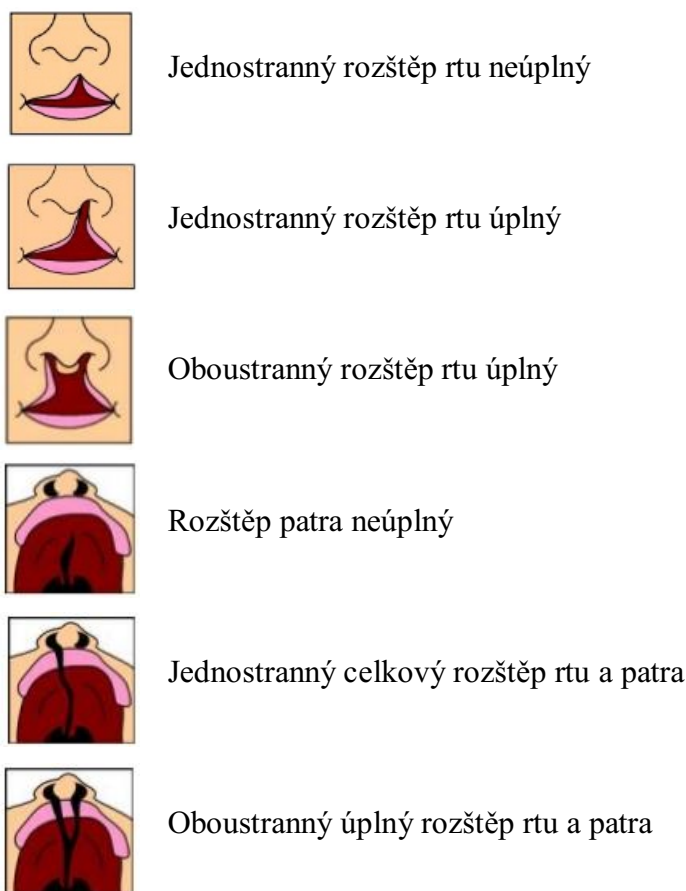 Jednostranný rozštěp rtu neúplný
Jednostranný rozštěp rtu úplný
Oboustranný rozštěp rtu úplný
Rozštěp patra neúplný
Jednostranný celkový rozštěp rtu a patra
Oboustranný úplný rozštěp rtu a patra